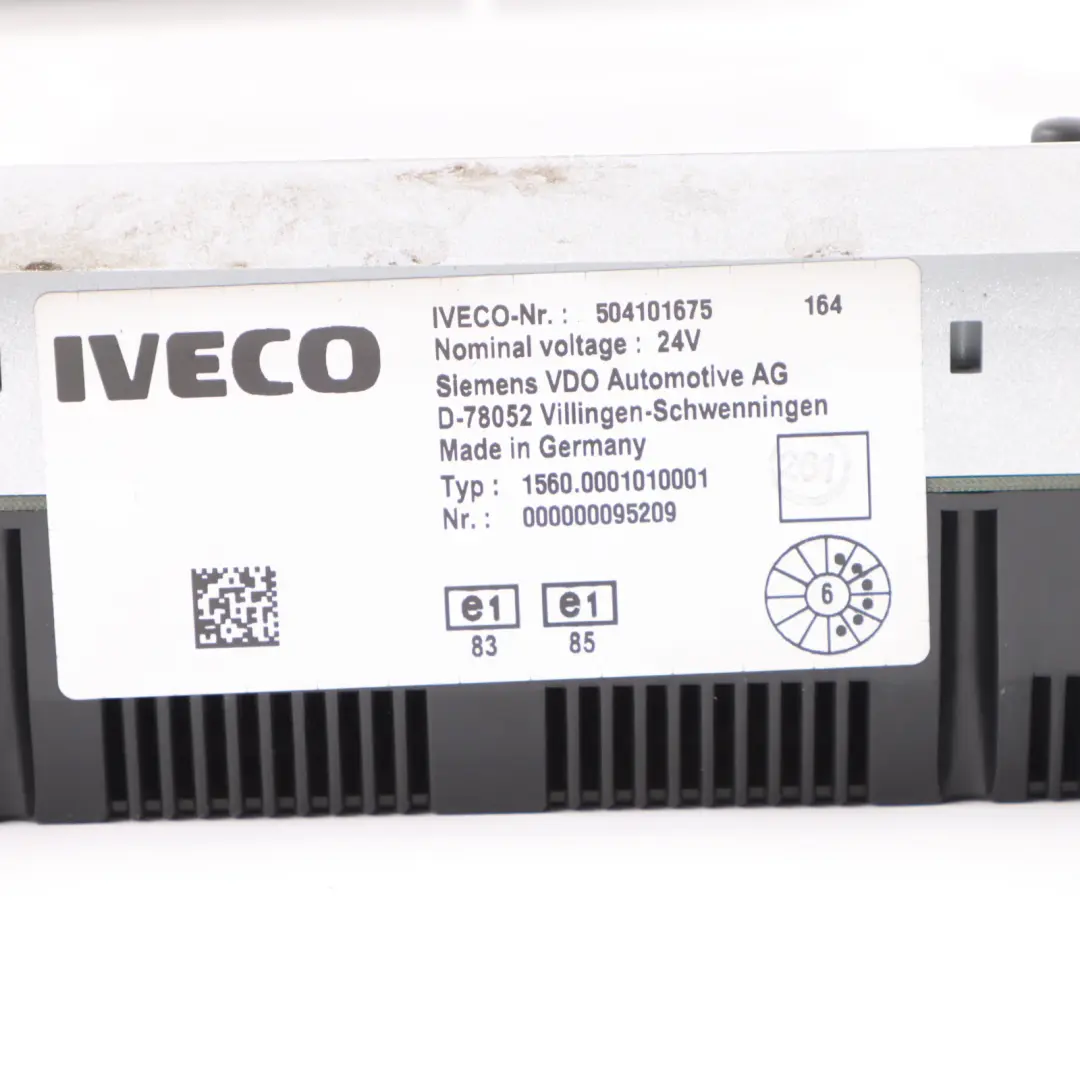 IVECO
IVECO-Nr. : 504101675 164
Nominal voltage : 24V
Siemens VDO Automotive AG
D-78052 Villingen-Schwenningen
Made in Germany
Typ : 1560.0001010001
Nr. : 000000095209
261
e1 e1
83 85
6